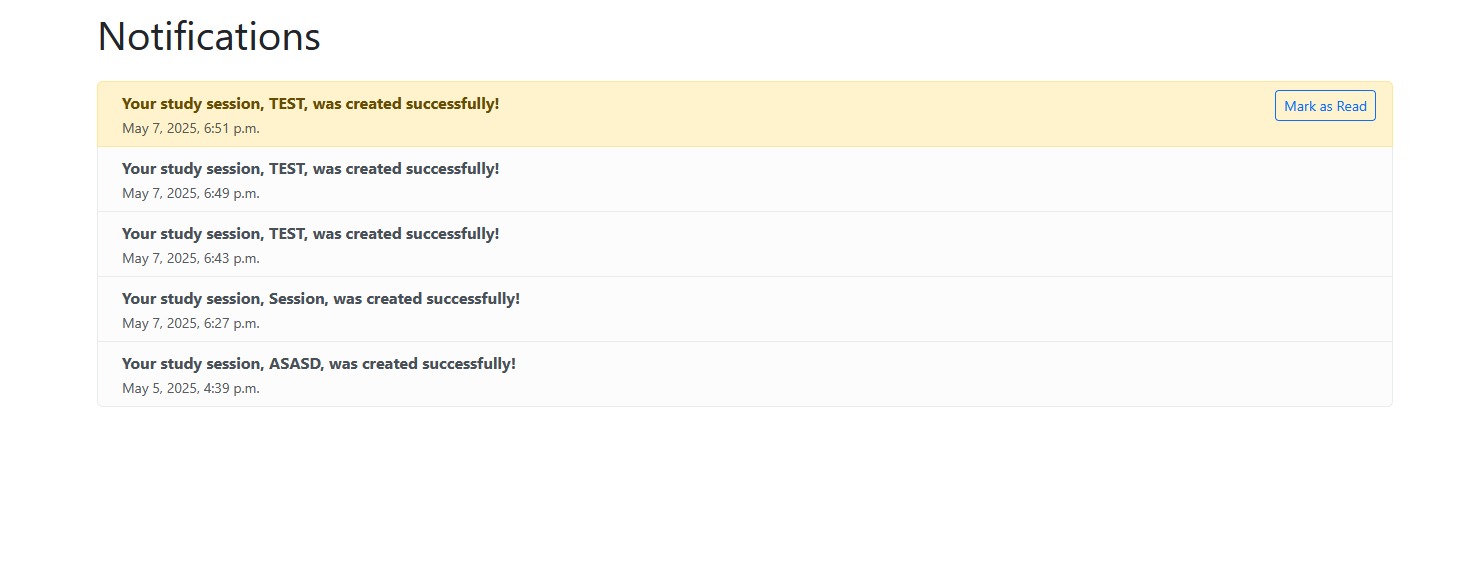 Notifications
Your study session, TEST, was created successfully!
Mark as Read
May 7, 2025, 6:51 p.m.
Your study session, TEST, was created successfully!
May 7, 2025, 6:49 p.m.
Your study session, TEST, was created successfully!
May 7, 2025, 6:43 p.m.
Your study session, Session, was created successfully!
May 7, 2025, 6:27 p.m.
Your study session, ASASD, was created successfully!
May 5, 2025, 4:39 p.m.